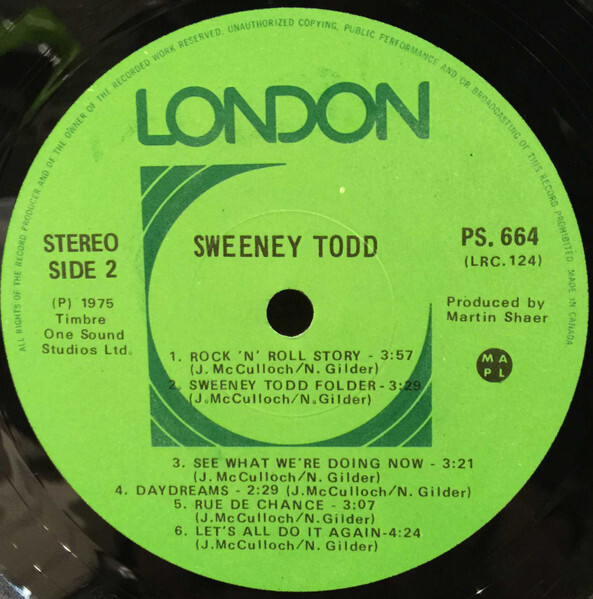 ALL RIGHTS OF THE RECORD PRODUCER AND OF THE OWNER OF THE RECORDED WORK RESERVED. UNAUTHORIZED COPYING, PUBLIC PERFORMANCE AND OR BROADCASTING OF THIS RECORD PROHIBITED MADE IN CANADA
LONDON
STEREO
SIDE 2
SWEENEY TODD
PS. 664
(LRC. 124)
(P) 1975
Timbre
One Sound
Studios Ltd.
Produced by
Martin Shaer
M A
P L
1. ROCK 'N' ROLL STORY - 3:57
(J.McCulloch/N. Gilder)
2. SWEENEY TODD FOLDER - 3:29
(J.McCulloch/N.Gilder)
3. SEE WHAT WE'RE DOING NOW - 3:21
(J.McCulloch/N. Gilder)
4. DAYDREAMS - 2:29 (J.McCulloch/N. Gilder)
5. RUE DE CHANCE - 3:07
(J.McCulloch/N. Gilder)
6. LET'S ALL DO IT AGAIN-4:24
(J.McCulloch/N. Gilder)